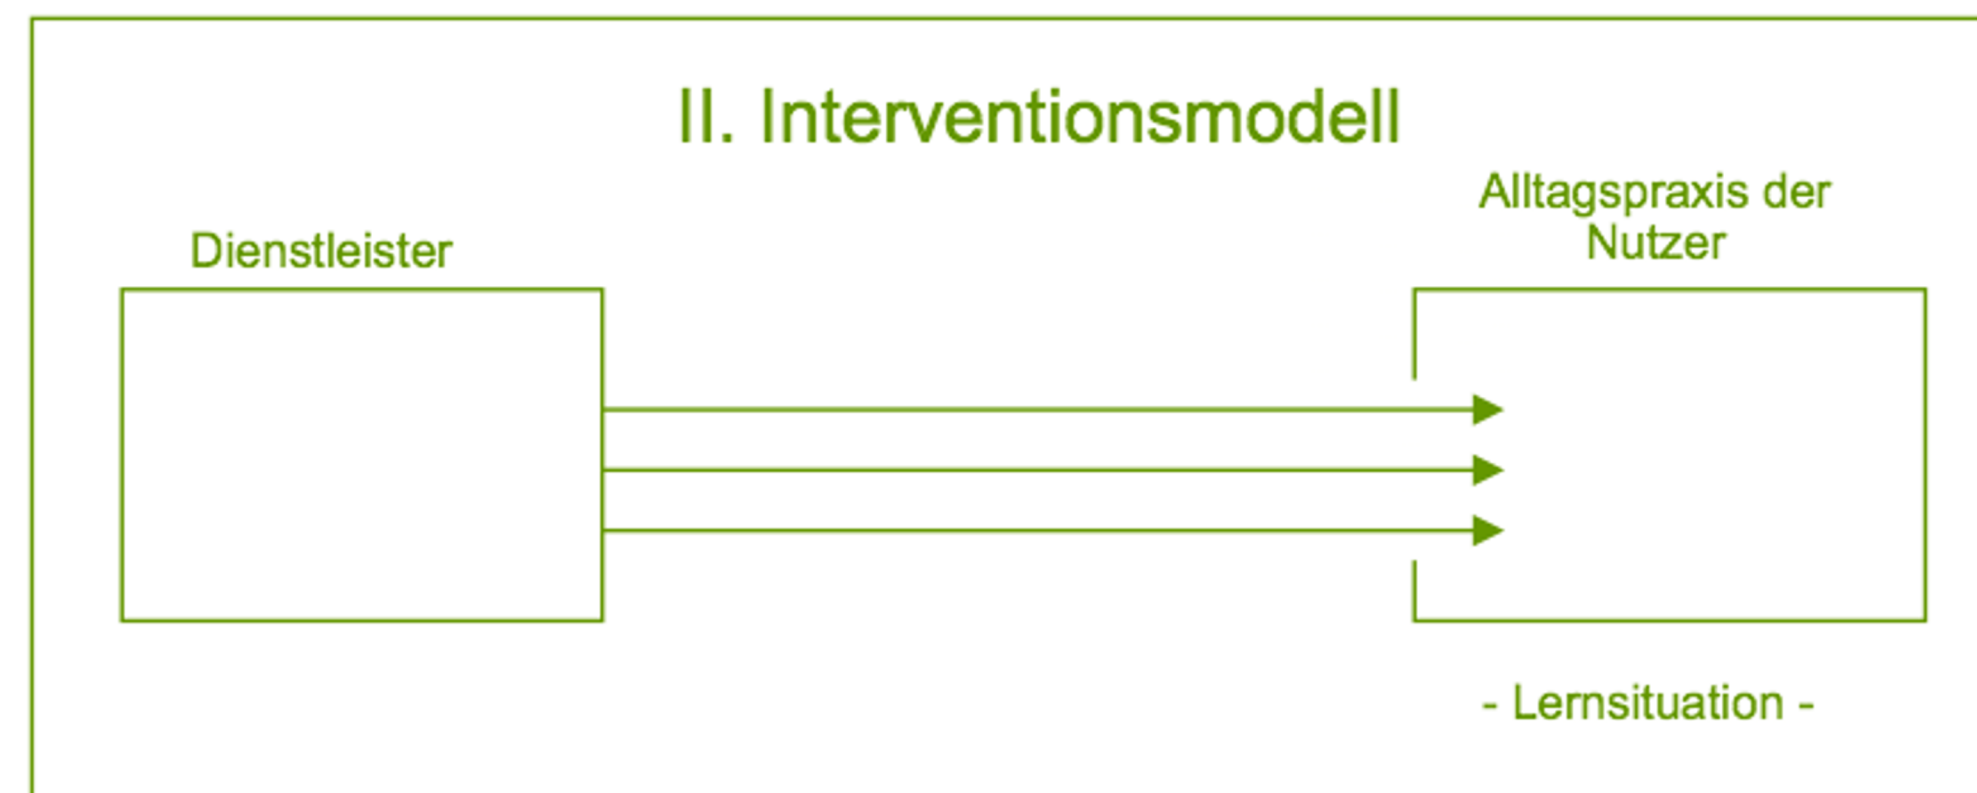 II. Interventionsmodell
Alltagspraxis der
Nutzer
Dienstleister
- Lernsituation -